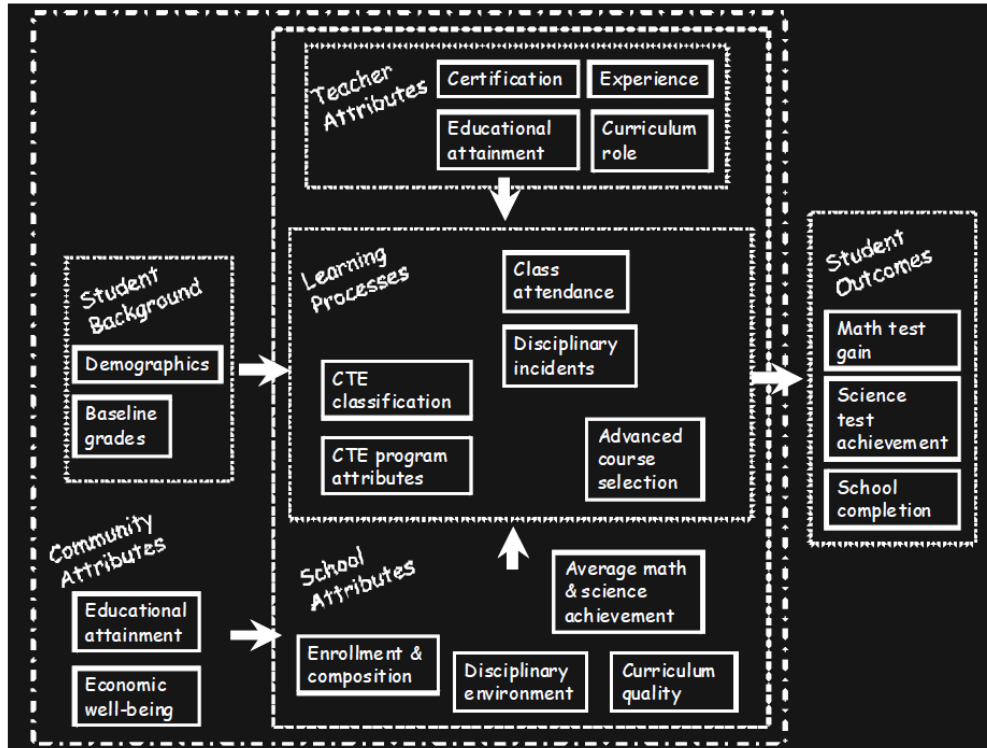 Teacher
Attributes
Certification
Experience
Educational
attainment
Curriculum
role
Learning
Processes
Class
attendance
Disciplinary
incidents
CTE
classification
CTE program
attributes
Advanced
course
selection
Student
Background
Demographics
Baseline
grades
Student
Outcomes
Math test
gain
Science
test
achievement
School
completion
Community
Attributes
Educational
attainment
Economic
well-being
School
Attributes
Average math
& science
achievement
Enrollment &
composition
Disciplinary
environment
Curriculum
quality